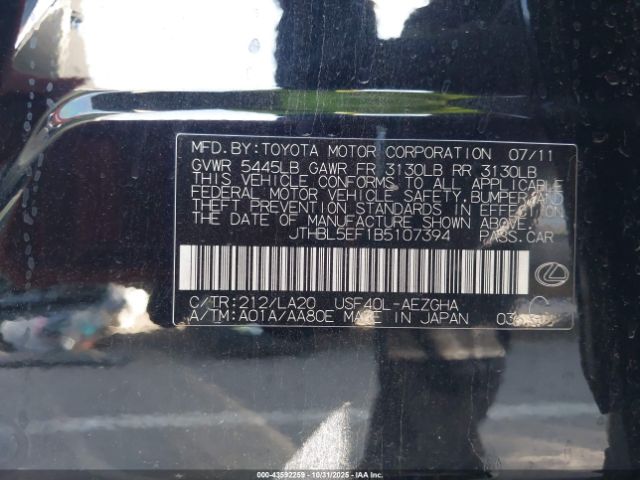 MFD.BY:TOYOTA MOTOR CORPORATION 07/11
GVWR 5445LB GAWR FR 3130LB RR 3130LB
THIS VEHICLE CONFORMS TO ALL APPLICABLE
FEDERAL MOTOR VEHICLE SAFETY, BUMPER, AND
THEFT PREVENTION STANDARDS IN EFFECT ON
THE DATE OF MANUFACTURE SHOWN ABOVE.
JTHBL5EF1B5107394 PASS.CAR
C/TR:212/LA20 USF40L-AEZGHA C
A/TM:A01A/AA80E MADE IN JAPAN
000-43592259 • 10/31/2025 • IAA Inc.